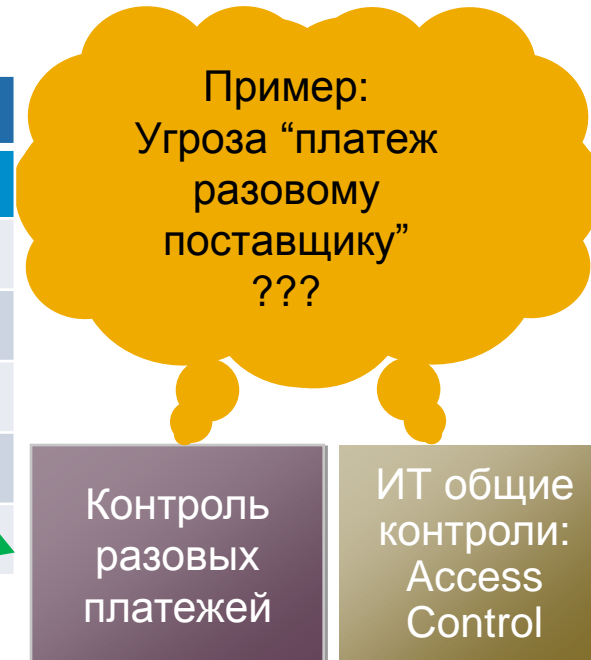 Пример:
Угроза “платеж
разовому
поставщику”
???
Контроль
разовых
платежей
ИТ общие
контроли:
Access
Control